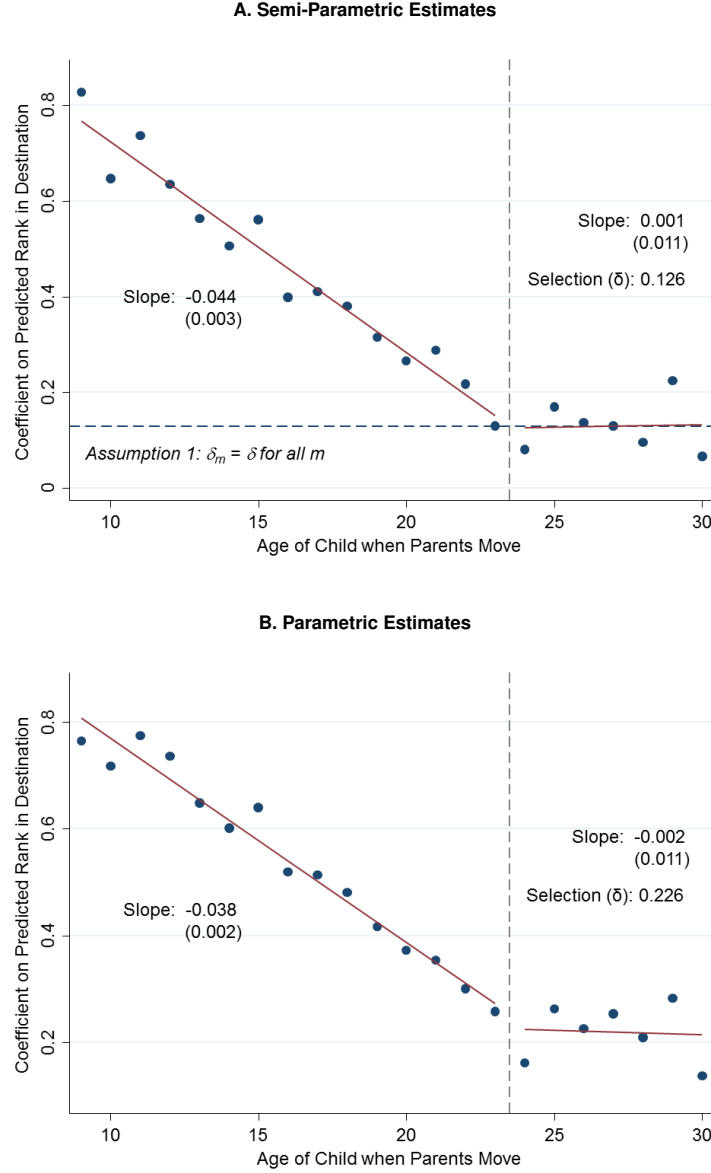 A. Semi-Parametric Estimates
Coefficient on Predicted Rank in Destination
0.8
0.6
0.4
0.2
0
Slope: 0.001
(0.011)
Selection (δ): 0.126
Slope: -0.044
(0.003)
Assumption 1: δm = δ for all m
10 15 20 25 30
Age of Child when Parents Move
B. Parametric Estimates
Coefficient on Predicted Rank in Destination
0.8
0.6
0.4
0.2
Slope: -0.002
(0.011)
Selection (δ): 0.226
Slope: -0.038
(0.002)
10 15 20 25 30
Age of Child when Parents Move